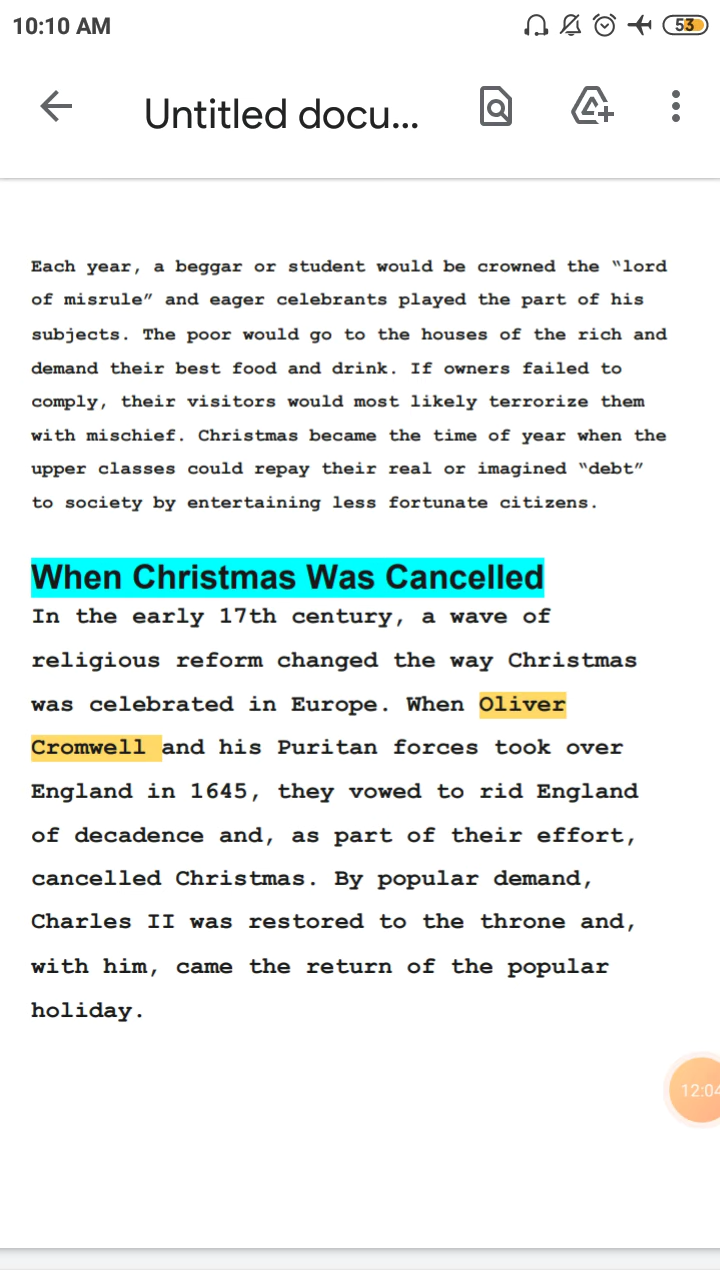 10:10 AM
53
Untitled docu...
Each year, a beggar or student would be crowned the “lord
of misrule” and eager celebrants played the part of his
subjects. The poor would go to the houses of the rich and
demand their best food and drink. If owners failed to
comply, their visitors would most likely terrorize them
with mischief. Christmas became the time of year when the
upper classes could repay their real or imagined “debt”
to society by entertaining less fortunate citizens.
When Christmas Was Cancelled
In the early 17th century, a wave of
religious reform changed the way Christmas
was celebrated in Europe. When Oliver
Cromwell and his Puritan forces took over
England in 1645, they vowed to rid England
of decadence and, as part of their effort,
cancelled Christmas. By popular demand,
Charles II was restored to the throne and,
with him, came the return of the popular
holiday.
12:04